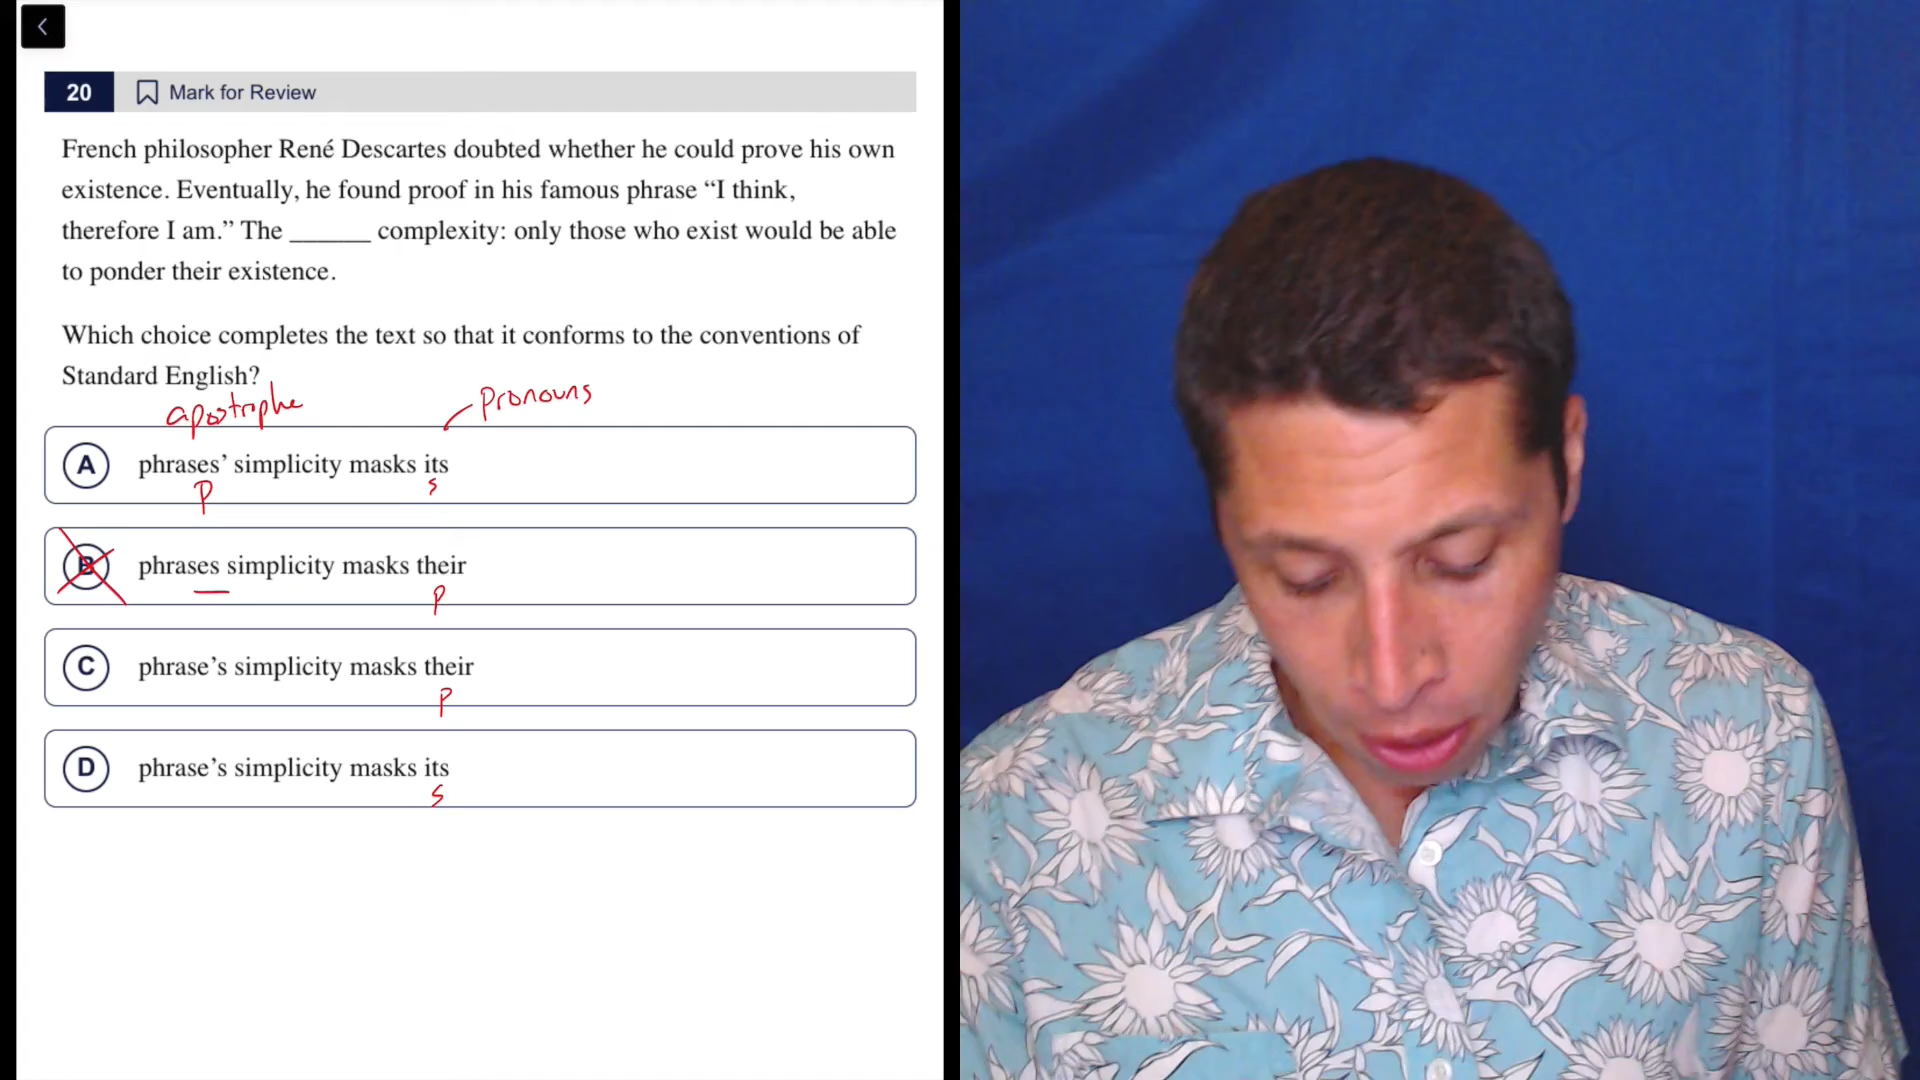 20 Mark for Review
French philosopher René Descartes doubted whether he could prove his own
existence. Eventually, he found proof in his famous phrase “I think,
therefore I am.” The ______ complexity: only those who exist would be able
to ponder their existence.
Which choice completes the text so that it conforms to the conventions of
Standard English?
apostrophe
pronouns
A phrases’ simplicity masks its
p s
B phrases simplicity masks their
p
C phrase’s simplicity masks their
p
D phrase’s simplicity masks its
s